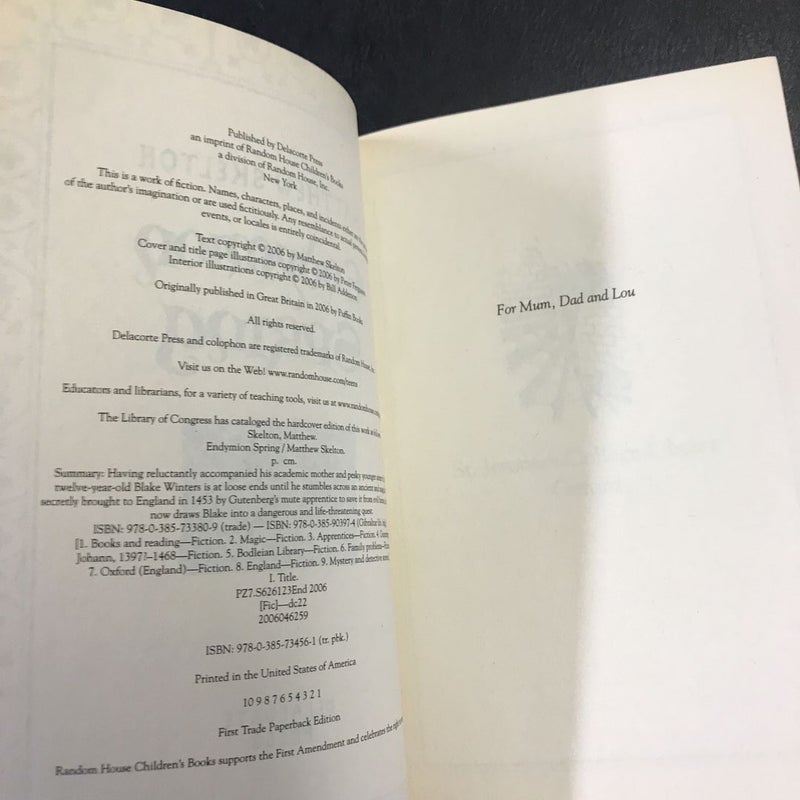 Published by Delacorte Press
an imprint of Random House Children's Books
a division of Random House, Inc.
New York
This is a work of fiction. Names, characters, places, and incidents either are the
of the author's imagination or are used fictitiously. Any resemblance to actual persons
events, or locales is entirely coincidental.
Text copyright © 2006 by Matthew Skelton
Cover and title page illustrations copyright © 2006 by Peter Ferguson
Interior illustrations copyright © 2006 by Bill
Originally published in Great Britain in 2006 by Puffin Books
All rights reserved.
Delacorte Press and colophon are registered trademarks of Random House, Inc.
Visit us on the Web! www.randomhouse.com/teens
Educators and librarians, for a variety of teaching tools, visit us at www.randomhouse
The Library of Congress has cataloged the hardcover edition of this work as
Skelton, Matthew.
Endymion Spring / Matthew Skelton.
p. cm.
Summary: Having reluctantly accompanied his academic mother and pesky younger
twelve-year-old Blake Winters is at loose ends until he stumbles across an ancient and
secretly brought to England in 1453 by Gutenberg's mute apprentice to save it from evil
now draws Blake into a dangerous and life-threatening quest.
ISBN: 978-0-385-73380-9 (trade) — ISBN: 978-0-385-90397-4 (Gibraltar
[1. Books and reading—Fiction. 2. Magic—Fiction. 3. Apprentices—Fiction. 4.
Johann, 1397?–1468—Fiction. 5. Bodleian Library—Fiction. 6. Family problems—
7. Oxford (England)—Fiction. 8. England—Fiction. 9. Mystery and detective
I. Title.
PZ7.S626123End 2006
[Fic]—dc22
2006046259
ISBN: 978-0-385-73456-1 (tr. pbk.)
Printed in the United States of America
10 9 8 7 6 5 4 3 2 1
First Trade Paperback Edition
Random House Children's Books supports the First Amendment and celebrates the right
For Mum, Dad and Lou